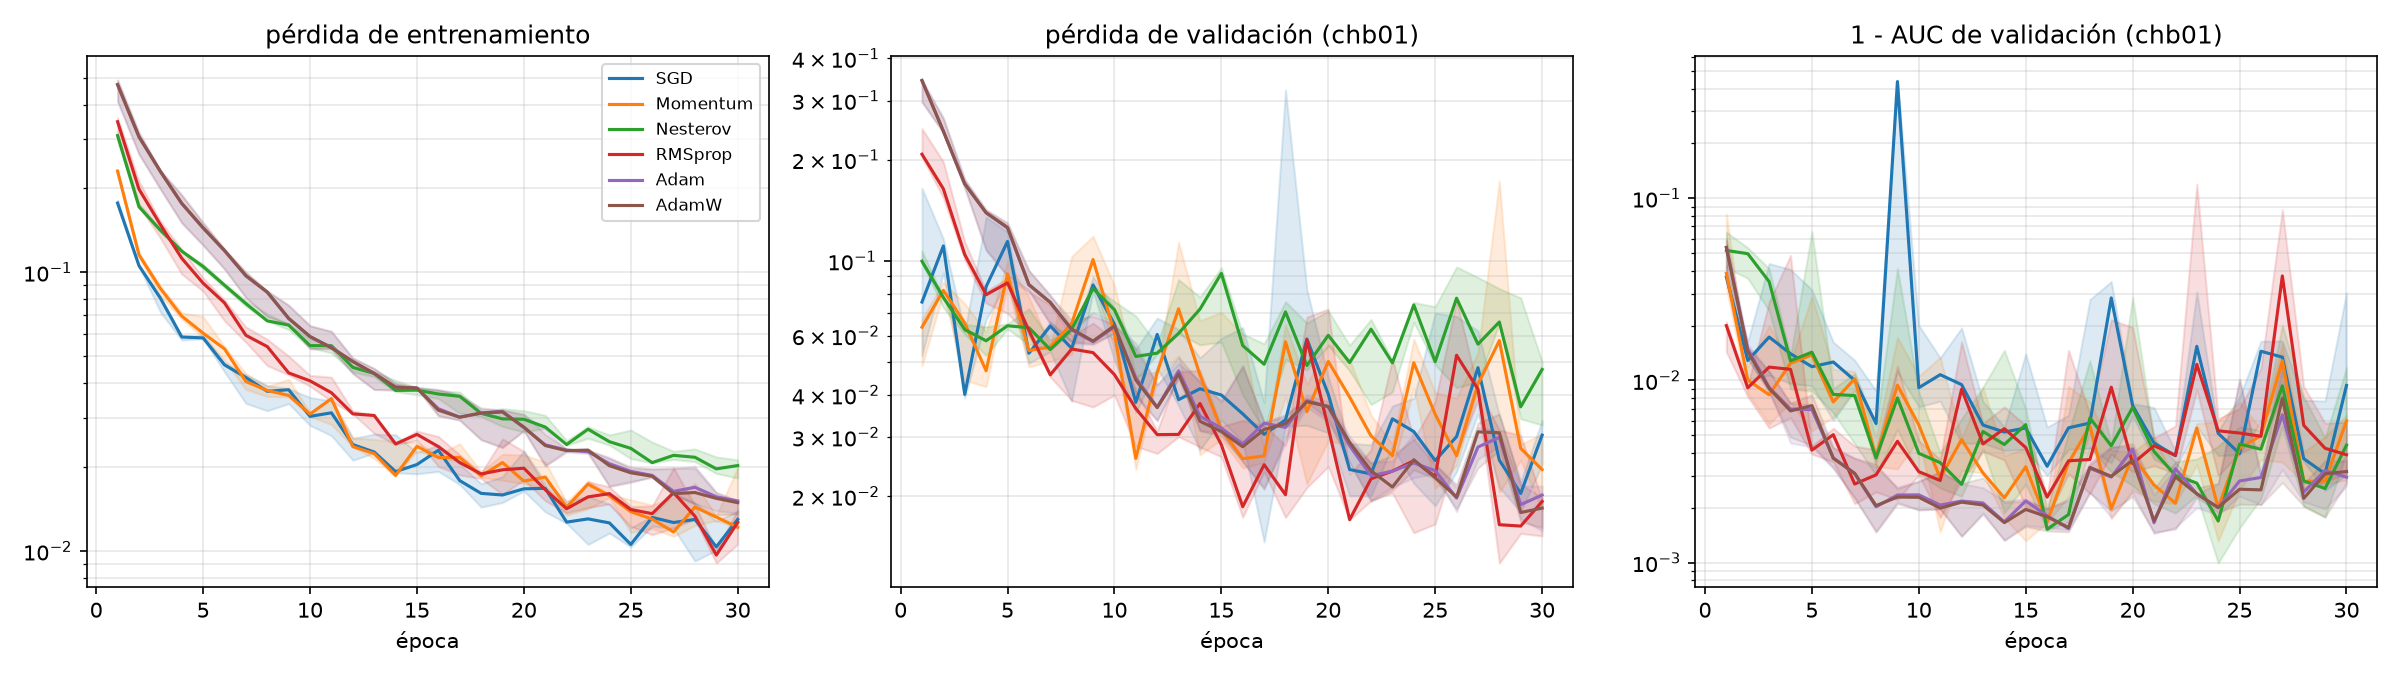 pérdida de entrenamiento
SGD
Momentum
Nesterov
RMSprop
Adam
AdamW
10⁻¹
10⁻²
0 5 10 15 20 25 30
época
pérdida de validación (chb01)
4 × 10⁻¹
3 × 10⁻¹
2 × 10⁻¹
10⁻¹
6 × 10⁻²
4 × 10⁻²
3 × 10⁻²
2 × 10⁻²
0 5 10 15 20 25 30
época
1 - AUC de validación (chb01)
10⁻¹
10⁻²
10⁻³
0 5 10 15 20 25 30
época